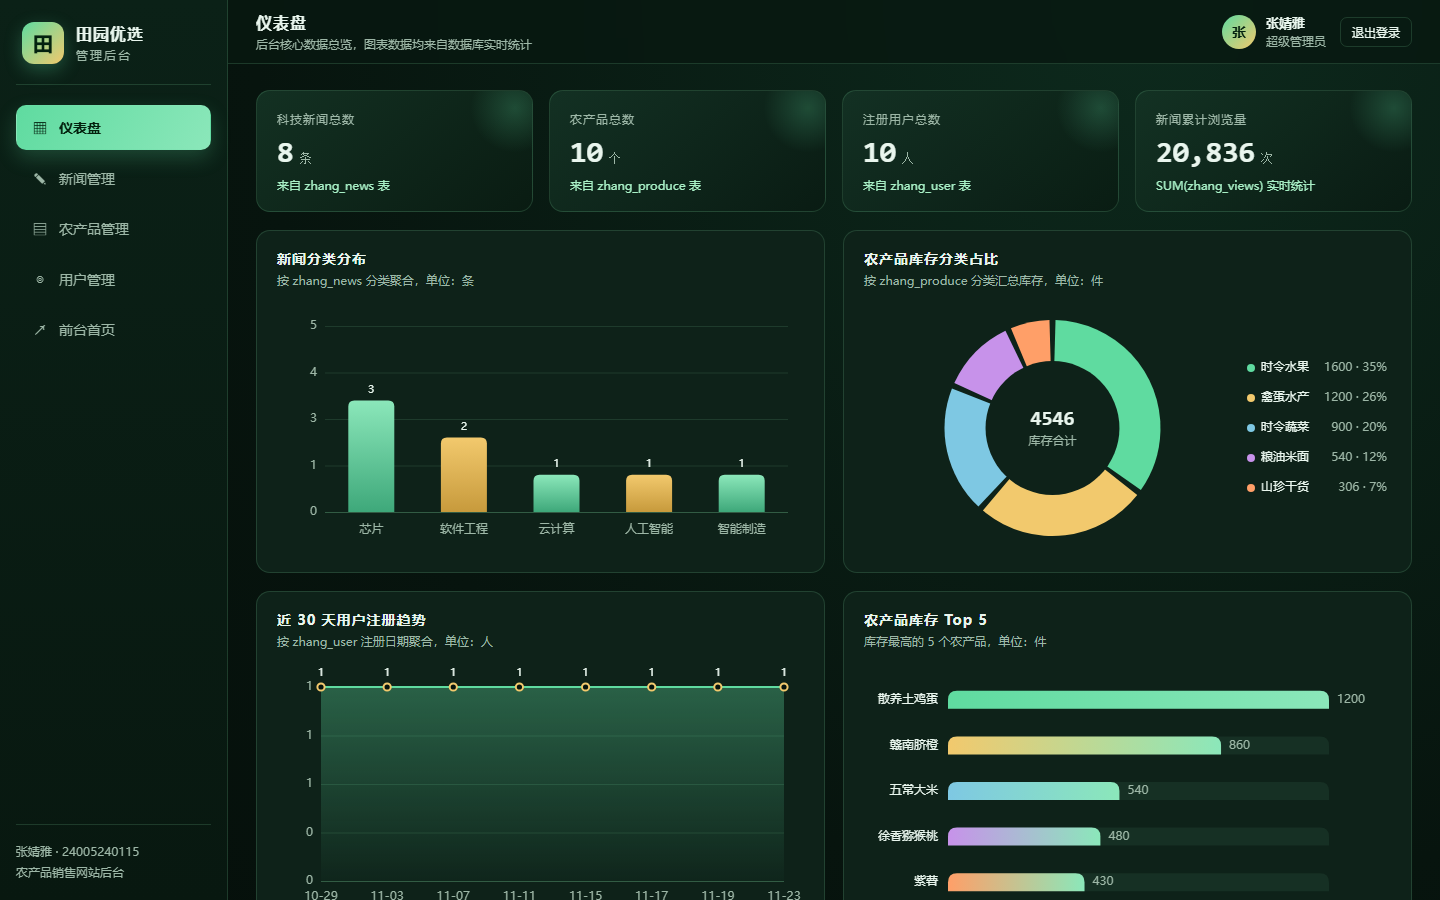 田
田园优选
管理后台
仪表盘
新闻管理
农产品管理
用户管理
前台首页
张婧雅 · 24005240115
农产品销售网站后台
仪表盘
后台核心数据总览，图表数据均来自数据库实时统计
张
张婧雅
超级管理员
退出登录
科技新闻总数
8 条
来自 zhang_news 表
农产品总数
10 个
来自 zhang_produce 表
注册用户总数
10 人
来自 zhang_user 表
新闻累计浏览量
20,836 次
SUM(zhang_views) 实时统计
新闻分类分布
按 zhang_news 分类聚合，单位：条
5
4
3
1
0
3
2
1
1
1
芯片
软件工程
云计算
人工智能
智能制造
农产品库存分类占比
按 zhang_produce 分类汇总库存，单位：件
4546
库存合计
时令水果 1600 · 35%
禽蛋水产 1200 · 26%
时令蔬菜 900 · 20%
粮油米面 540 · 12%
山珍干货 306 · 7%
近 30 天用户注册趋势
按 zhang_user 注册日期聚合，单位：人
1 1 1 1 1 1 1 1
1
1
1
0
0
10-29 11-03 11-07 11-11 11-15 11-17 11-19 11-23
农产品库存 Top 5
库存最高的 5 个农产品，单位：件
散养土鸡蛋 1200
赣南脐橙 860
五常大米 540
徐香猕猴桃 480
紫薯 430